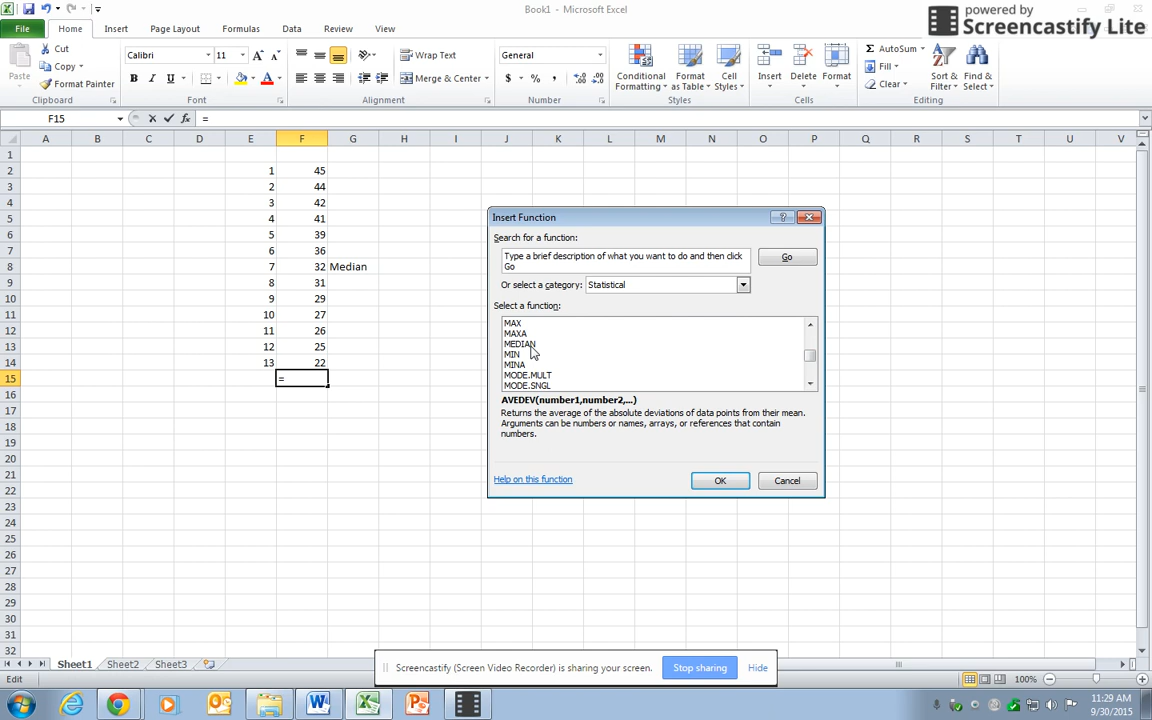 Book1 - Microsoft Excel
powered by
Screencastify Lite
File Home Insert Page Layout Formulas Data Review View
Paste
Cut
Copy
Format Painter
Clipboard
Calibri 11
B I U
Font
Wrap Text
Merge & Center
Alignment
General
$ % ,
Number
Conditional Formatting
Format as Table
Cell Styles
Styles
Insert Delete Format
Cells
AutoSum
Fill
Clear
Sort & Filter
Find & Select
Editing
F15 fx =
A B C D E F G H I J K L M N O P Q R S T U V
1
2 1 45
3 2 44
4 3 42
5 4 41
6 5 39
7 6 36
8 7 32 Median
9 8 31
10 9 29
11 10 27
12 11 26
13 12 25
14 13 22
15 =
16
17
18
19
20
21
22
23
24
25
26
27
28
29
30
31
32
Insert Function
Search for a function:
Type a brief description of what you want to do and then click
Go
Go
Or select a category: Statistical
Select a function:
MAX
MAXA
MEDIAN
MIN
MINA
MODE.MULT
MODE.SNGL
AVEDEV(number1,number2,...)
Returns the average of the absolute deviations of data points from their mean.
Arguments can be numbers or names, arrays, or references that contain
numbers.
Help on this function
OK Cancel
Sheet1 Sheet2 Sheet3
Screencastify (Screen Video Recorder) is sharing your screen. Stop sharing Hide
Edit 100%
11:29 AM
9/30/2015